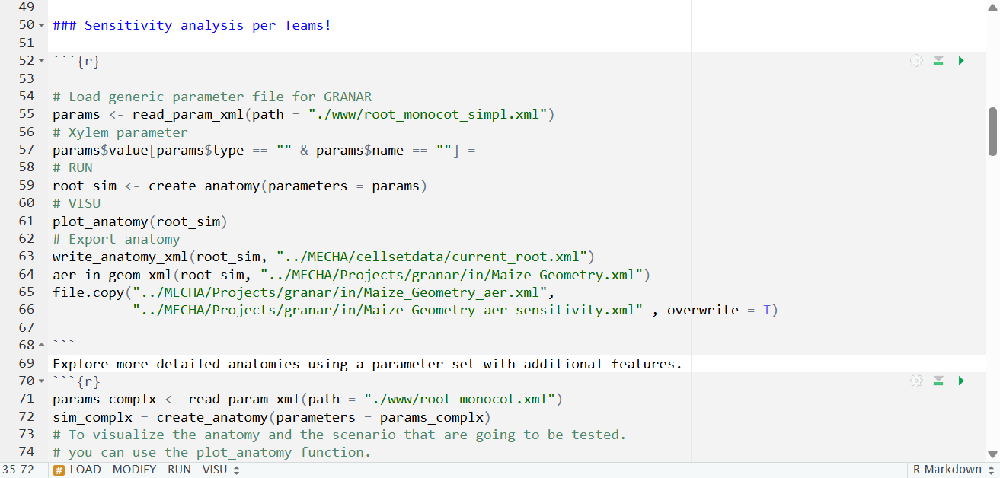 49
50 ### Sensitivity analysis per Teams!
51
52 ```{r}
53
54 # Load generic parameter file for GRANAR
55 params <- read_param_xml(path = "./www/root_monocot_simpl.xml")
56 # Xylem parameter
57 params$value[params$type == "" & params$name == ""] =
58 # RUN
59 root_sim <- create_anatomy(parameters = params)
60 # VISU
61 plot_anatomy(root_sim)
62 # Export anatomy
63 write_anatomy_xml(root_sim, "../MECHA/cellsetdata/current_root.xml")
64 aer_in_geom_xml(root_sim, "../MECHA/Projects/granar/in/Maize_Geometry.xml")
65 file.copy("../MECHA/Projects/granar/in/Maize_Geometry_aer.xml",
66           "../MECHA/Projects/granar/in/Maize_Geometry_aer_sensitivity.xml" , overwrite = T)
67
68 ```
69 Explore more detailed anatomies using a parameter set with additional features.
70 ```{r}
71 params_complx <- read_param_xml(path = "./www/root_monocot.xml")
72 sim_complx = create_anatomy(parameters = params_complx)
73 # To visualize the anatomy and the scenario that are going to be tested.
74 # you can use the plot_anatomy function.
35:72 # LOAD - MODIFY - RUN - VISU R Markdown